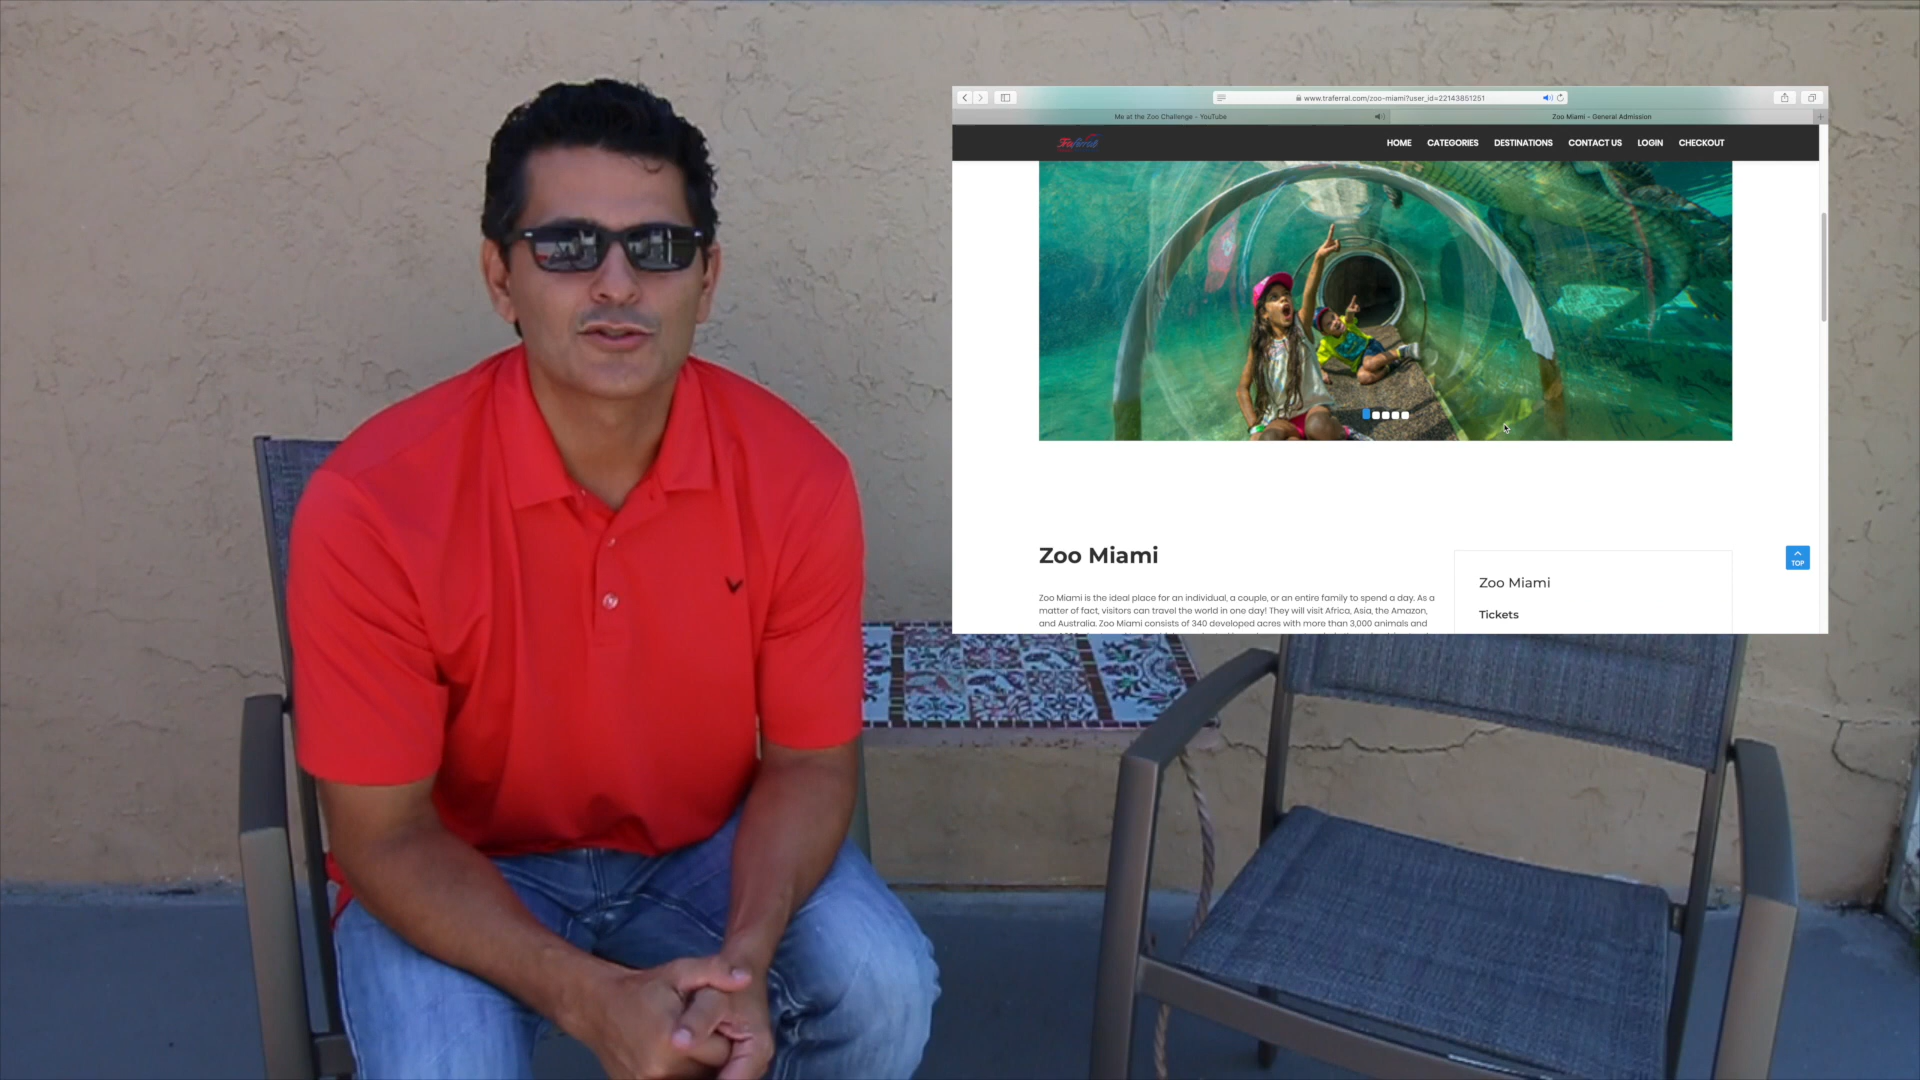 www.traferral.com/zoo-miami?user_id=22143851251
Me at the Zoo Challenge - YouTube
Zoo Miami - General Admission
Traferral
HOME
CATEGORIES
DESTINATIONS
CONTACT US
LOGIN
CHECKOUT
Zoo Miami
Zoo Miami is the ideal place for an individual, a couple, or an entire family to spend a day. As a
matter of fact, visitors can travel the world in one day! They will visit Africa, Asia, the Amazon,
and Australia. Zoo Miami consists of 340 developed acres with more than 3,000 animals and
Zoo Miami
Tickets
TOP